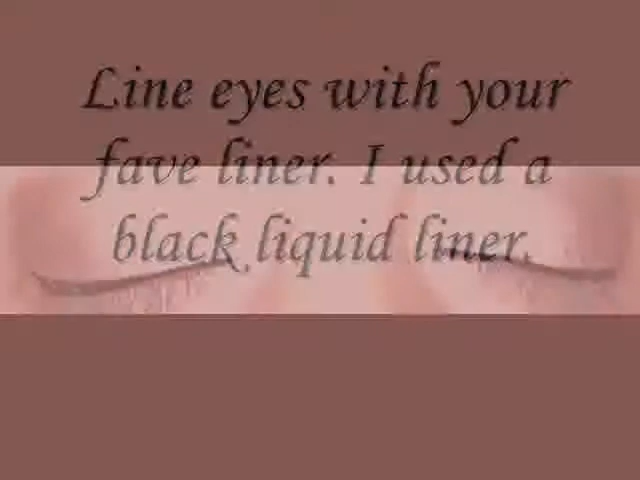 Line eyes with your
fave liner. I used a
black liquid liner.